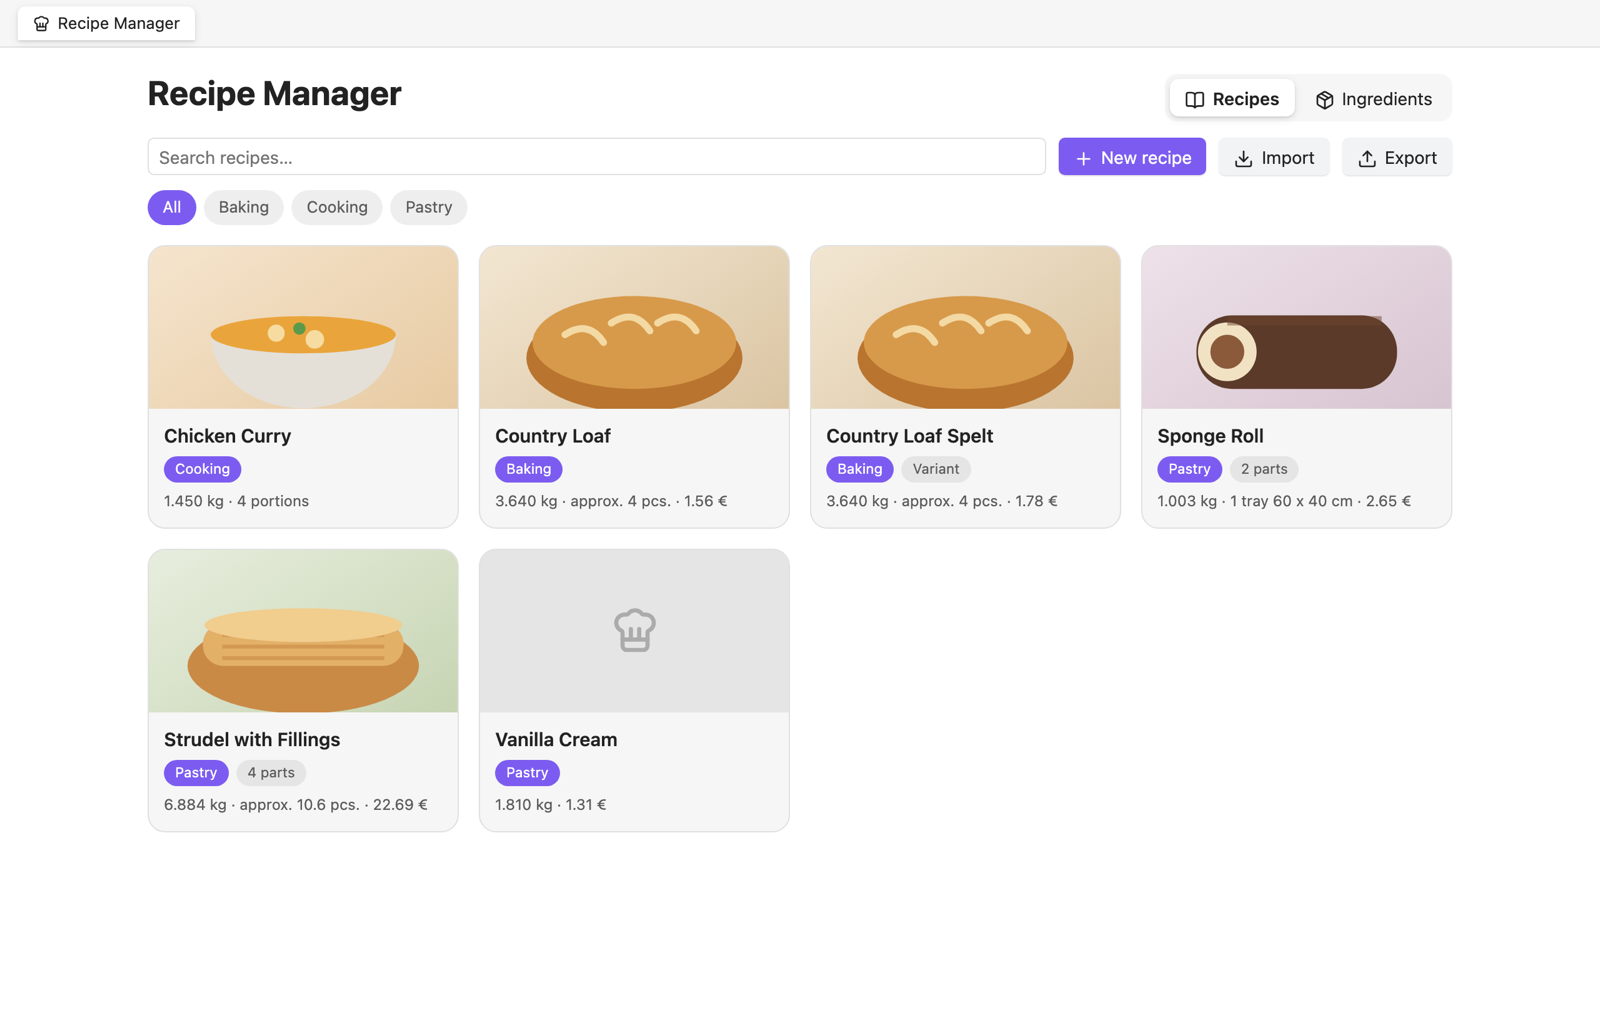 Recipe Manager
Recipe Manager
Recipes
Ingredients
Search recipes...
New recipe
Import
Export
All
Baking
Cooking
Pastry
Chicken Curry
Cooking
1.450 kg · 4 portions
Country Loaf
Baking
3.640 kg · approx. 4 pcs. · 1.56 €
Country Loaf Spelt
Baking
Variant
3.640 kg · approx. 4 pcs. · 1.78 €
Sponge Roll
Pastry
2 parts
1.003 kg · 1 tray 60 x 40 cm · 2.65 €
Strudel with Fillings
Pastry
4 parts
6.884 kg · approx. 10.6 pcs. · 22.69 €
Vanilla Cream
Pastry
1.810 kg · 1.31 €